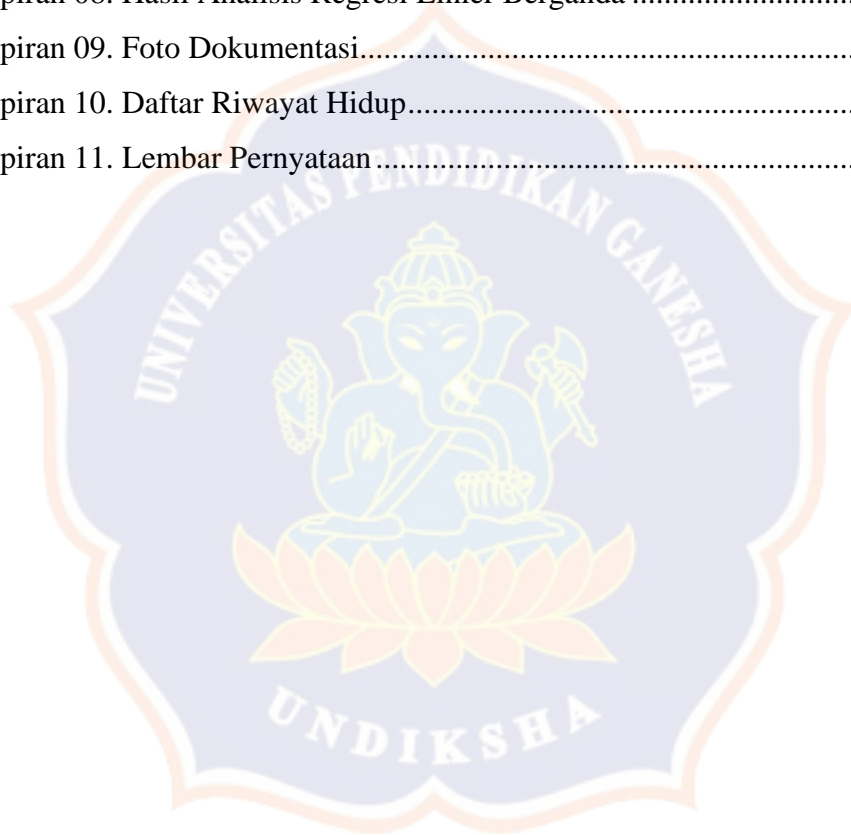 piran 08. Hasil Analisis Regresi Linier Berganda ........................
piran 09. Foto Dokumentasi............................................................
piran 10. Daftar Riwayat Hidup......................................................
piran 11. Lembar Pernyataan ..........................................................
UNIVERSITAS PENDIDIKAN GANESHA
UNDIKSHA